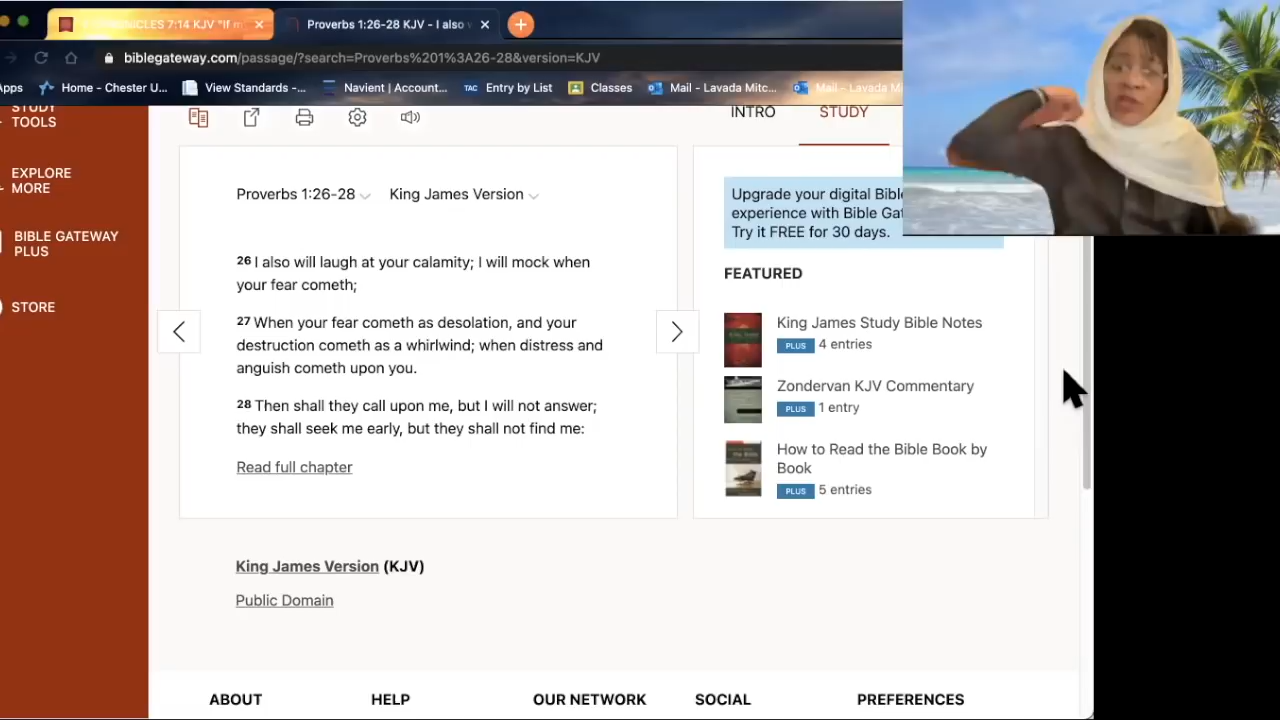 CHRONICLES 7:14 KJV "If m
Proverbs 1:26-28 KJV - I also
biblegateway.com/passage/?search=Proverbs%201%3A26-28&version=KJV
Apps
Home - Chester U...
View Standards -...
Navient | Account...
TAC Entry by List
Classes
Mail - Lavada Mitc...
Mail - Lavada M
STUDY
TOOLS
EXPLORE
MORE
BIBLE GATEWAY
PLUS
STORE
INTRO
STUDY
Proverbs 1:26-28
King James Version
26 I also will laugh at your calamity; I will mock when
your fear cometh;
27 When your fear cometh as desolation, and your
destruction cometh as a whirlwind; when distress and
anguish cometh upon you.
28 Then shall they call upon me, but I will not answer;
they shall seek me early, but they shall not find me:
Read full chapter
Upgrade your digital Bible
experience with Bible Gat
Try it FREE for 30 days.
FEATURED
King James Study Bible Notes
PLUS 4 entries
Zondervan KJV Commentary
PLUS 1 entry
How to Read the Bible Book by
Book
PLUS 5 entries
King James Version (KJV)
Public Domain
ABOUT
HELP
OUR NETWORK
SOCIAL
PREFERENCES